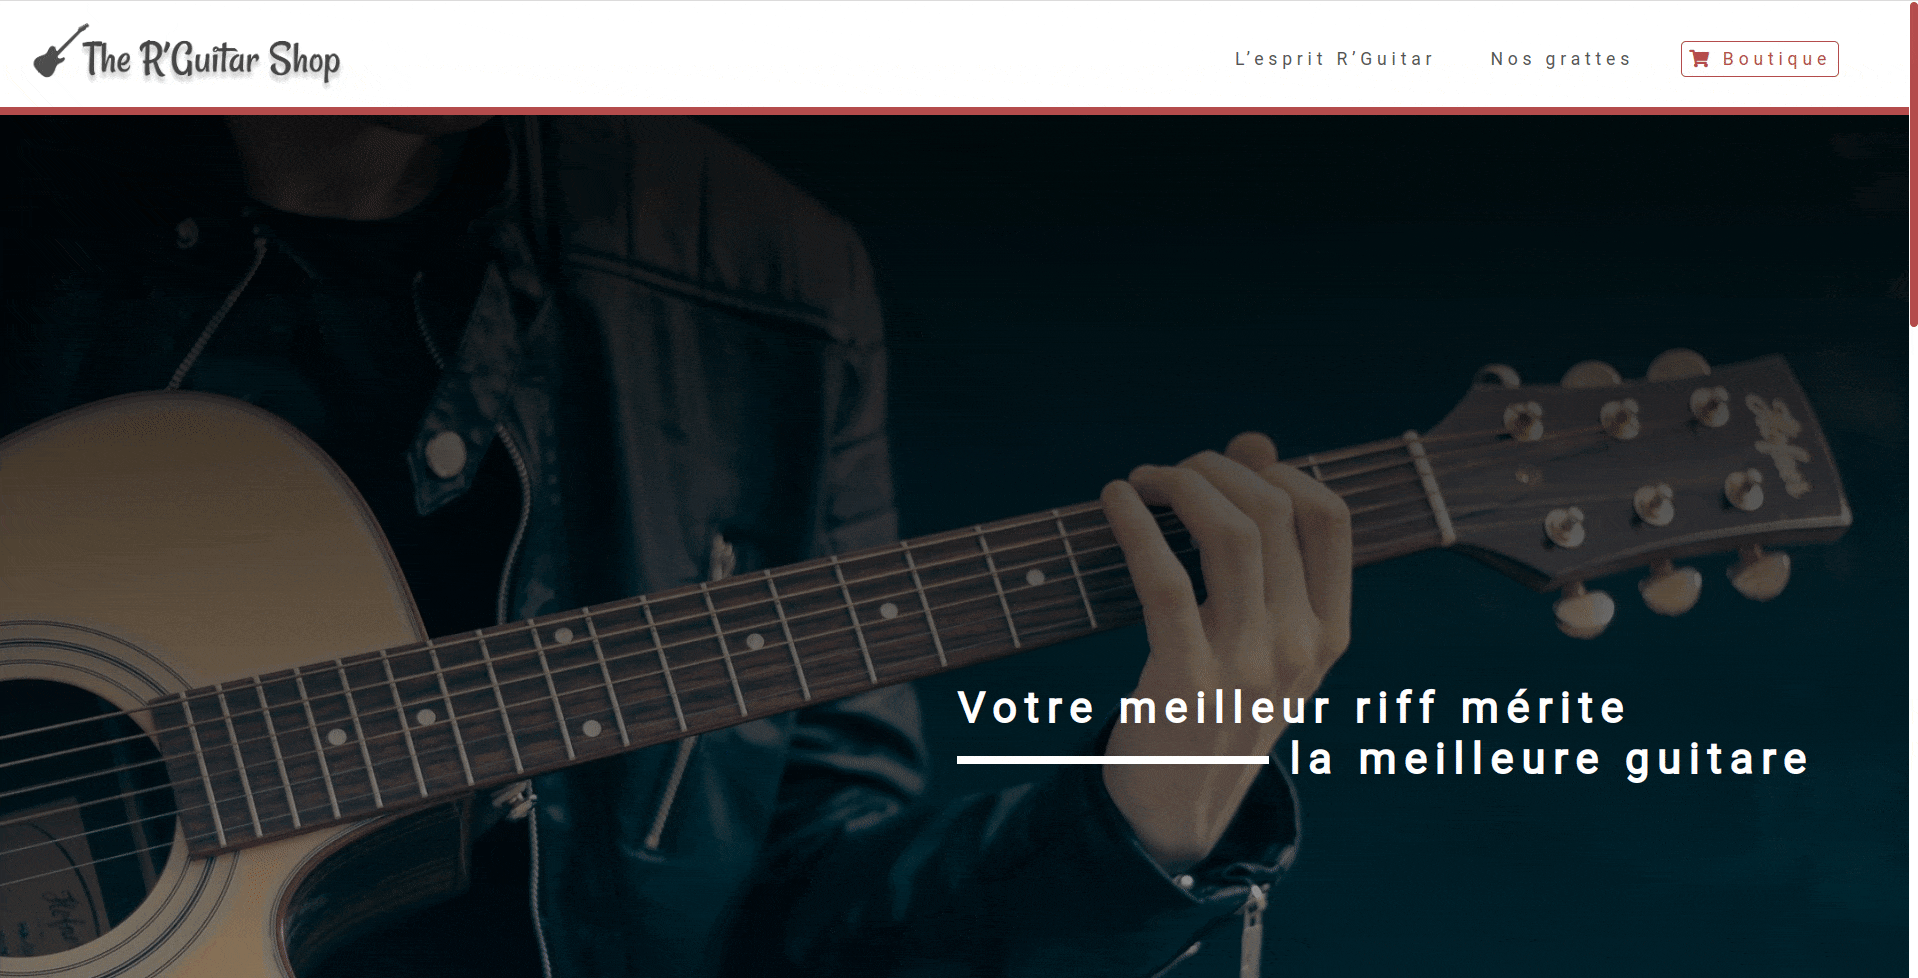 The R'Guitar Shop
L'esprit R'Guitar
Nos grattes
Boutique
Votre meilleur riff mérite
la meilleure guitare